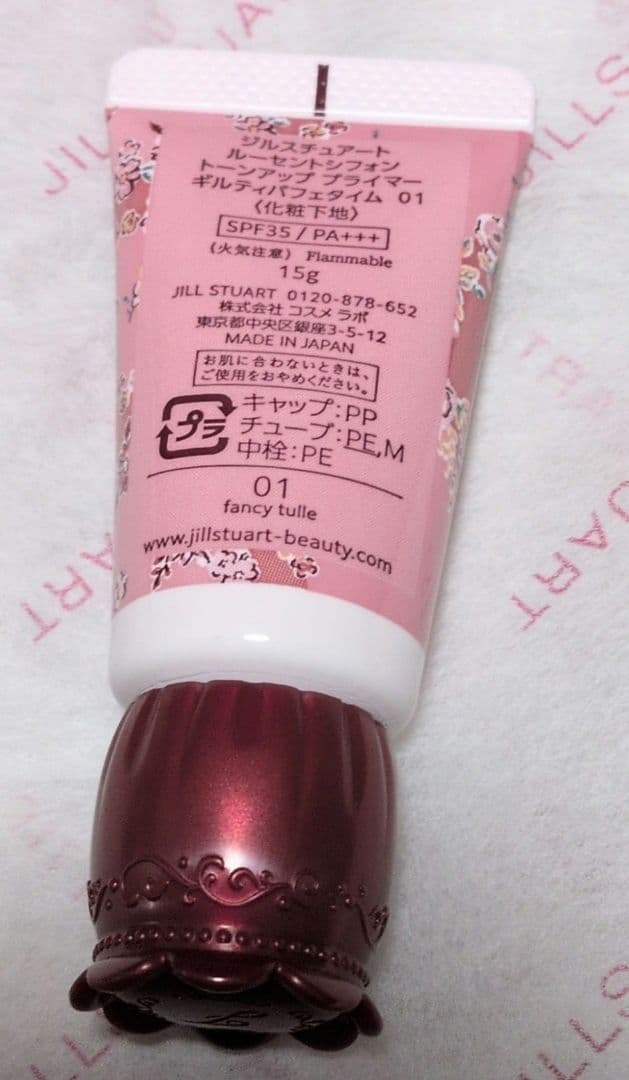 ジルスチュアート
ルーセントシフォン
トーンアップ プライマー
ギルティパフェタイム 01
〈化粧下地〉
SPF35 / PA+++
(火気注意) Flammable
15g
JILL STUART 0120-878-652
株式会社 コスメ ラボ
東京都中央区銀座3-5-12
MADE IN JAPAN
お肌に合わないときは、
ご使用をおやめください。
プラ
キャップ:PP
チューブ:PE,M
中栓:PE
01
fancy tulle
www.jillstuart-beauty.com